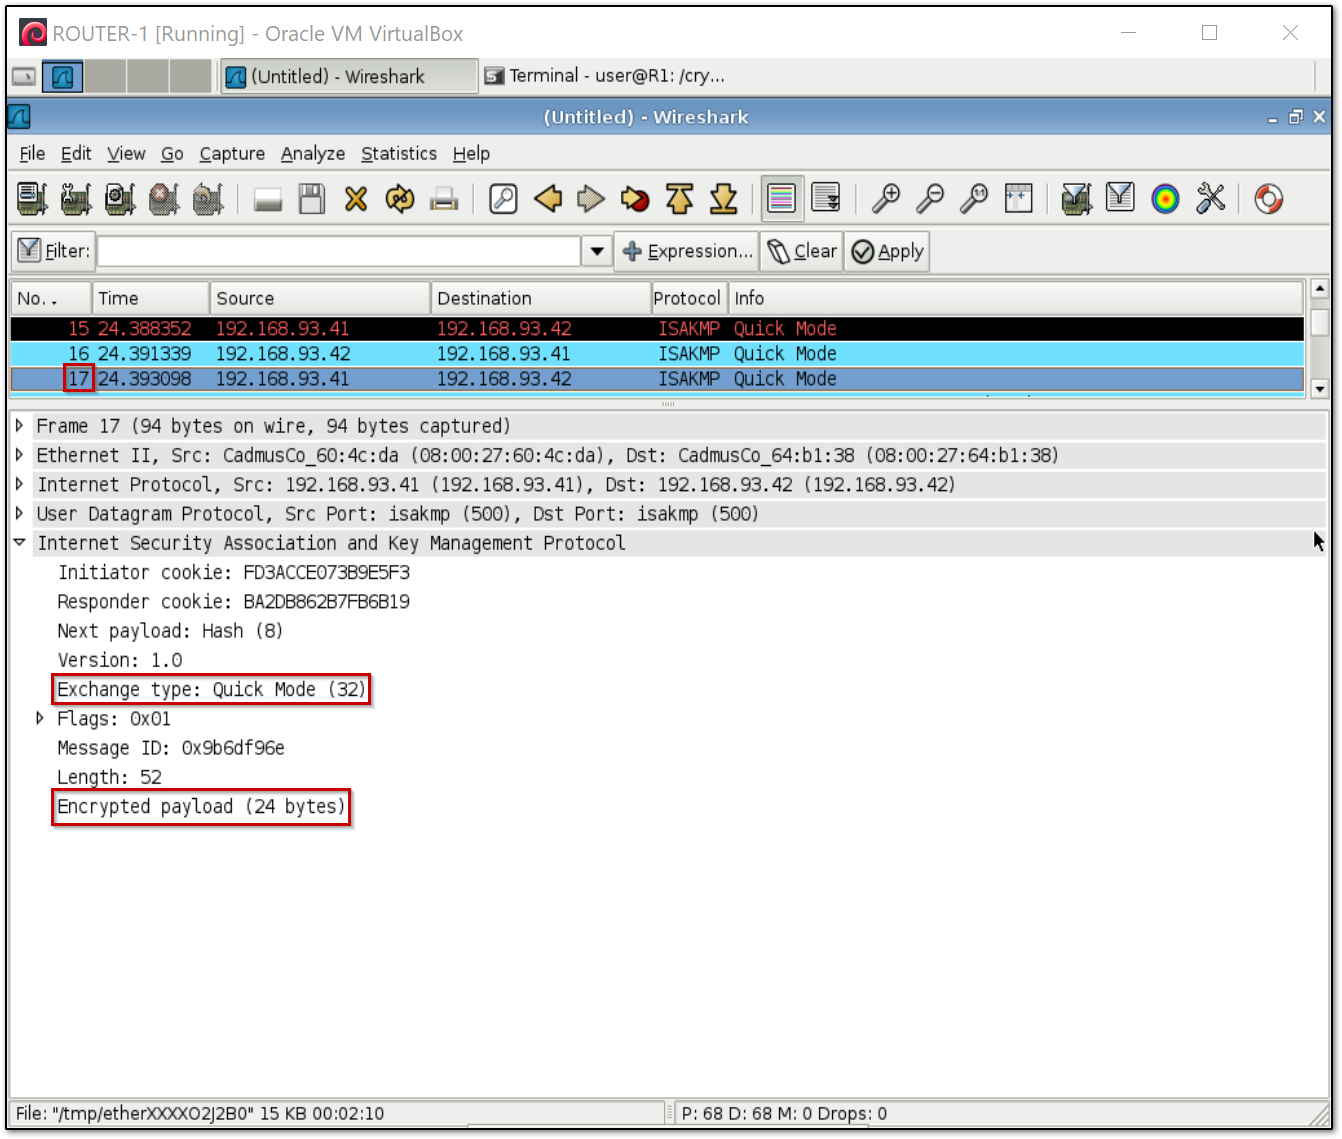 ROUTER-1 [Running] - Oracle VM VirtualBox
(Untitled) - Wireshark
Terminal - user@R1: /cry...
(Untitled) - Wireshark
File Edit View Go Capture Analyze Statistics Help
Filter: Expression... Clear Apply
No. . Time Source Destination Protocol Info
15 24.388352 192.168.93.41 192.168.93.42 ISAKMP Quick Mode
16 24.391339 192.168.93.42 192.168.93.41 ISAKMP Quick Mode
17 24.393098 192.168.93.41 192.168.93.42 ISAKMP Quick Mode
Frame 17 (94 bytes on wire, 94 bytes captured)
Ethernet II, Src: CadmusCo_60:4c:da (08:00:27:60:4c:da), Dst: CadmusCo_64:b1:38 (08:00:27:64:b1:38)
Internet Protocol, Src: 192.168.93.41 (192.168.93.41), Dst: 192.168.93.42 (192.168.93.42)
User Datagram Protocol, Src Port: isakmp (500), Dst Port: isakmp (500)
Internet Security Association and Key Management Protocol
Initiator cookie: FD3ACCE073B9E5F3
Responder cookie: BA2DB862B7FB6B19
Next payload: Hash (8)
Version: 1.0
Exchange type: Quick Mode (32)
Flags: 0x01
Message ID: 0x9b6df96e
Length: 52
Encrypted payload (24 bytes)
File: "/tmp/etherXXXXO2J2B0" 15 KB 00:02:10
P: 68 D: 68 M: 0 Drops: 0